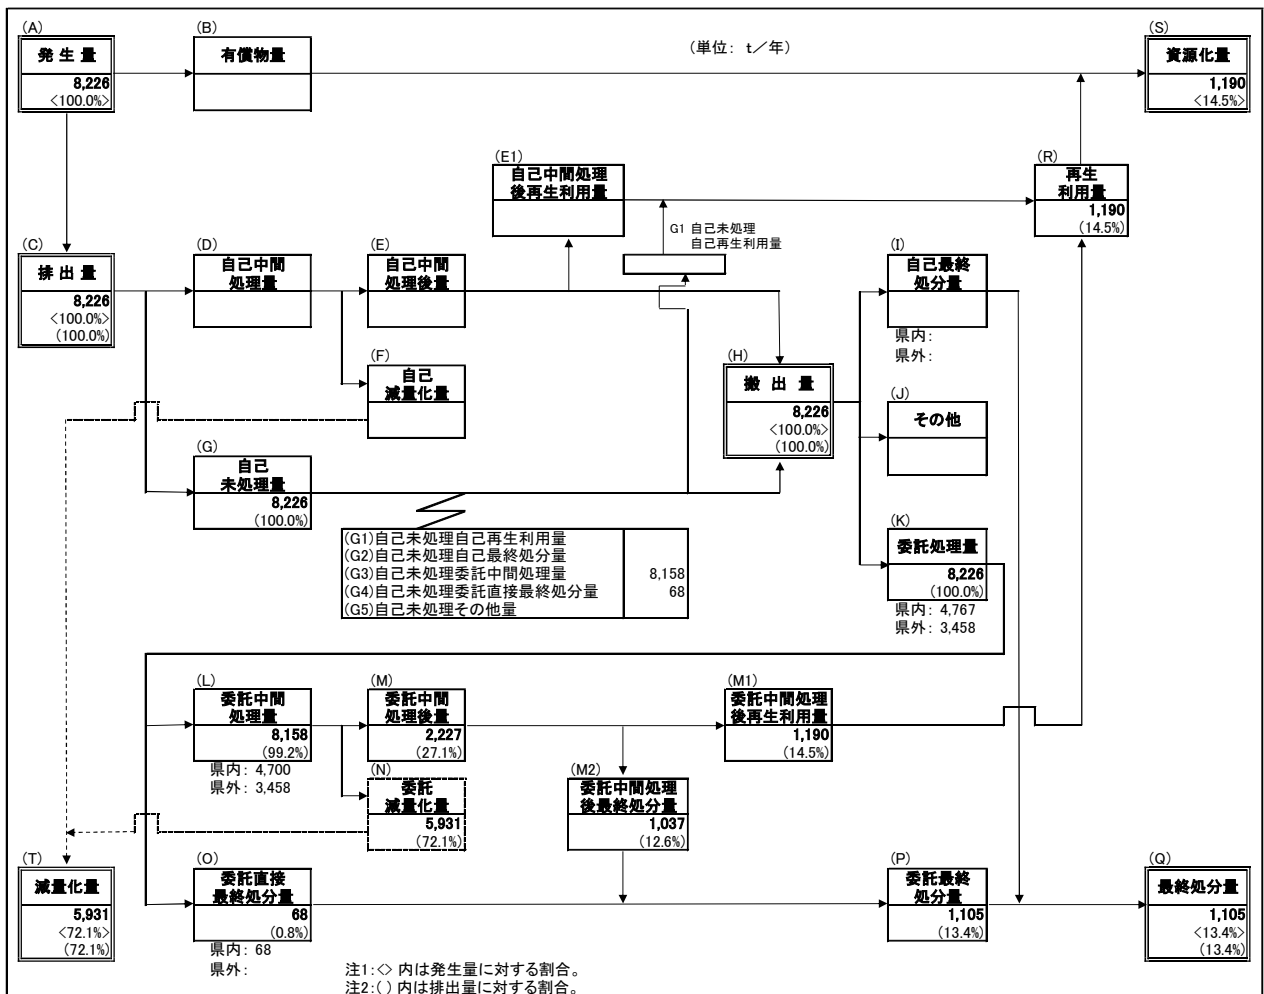 (A)
発 生 量
8,226
<100.0%>
(B)
有償物量
(単位: t/年)
(S)
資源化量
1,190
<14.5%>
(E1)
自己中間処理
後再生利用量
(R)
再生
利用量
1,190
(14.5%)
G1 自己未処理
自己再生利用量
(C)
排 出 量
8,226
<100.0%>
(100.0%)
(D)
自己中間
処理量
(E)
自己中間
処理後量
(I)
自己最終
処分量
県内:
県外:
(F)
自己
減量化量
(H)
搬 出 量
8,226
<100.0%>
(100.0%)
(J)
その他
(G)
自己
未処理量
8,226
(100.0%)
(G1)自己未処理自己再生利用量
(G2)自己未処理自己最終処分量
(G3)自己未処理委託中間処理量 8,158
(G4)自己未処理委託直接最終処分量 68
(G5)自己未処理その他量
(K)
委託処理量
8,226
(100.0%)
県内: 4,767
県外: 3,458
(L)
委託中間
処理量
8,158
(99.2%)
県内: 4,700
県外: 3,458
(M)
委託中間
処理後量
2,227
(27.1%)
(M1)
委託中間処理
後再生利用量
1,190
(14.5%)
(N)
委託
減量化量
5,931
(72.1%)
(M2)
委託中間処理
後最終処分量
1,037
(12.6%)
(T)
減量化量
5,931
<72.1%>
(72.1%)
(O)
委託直接
最終処分量
68
(0.8%)
県内: 68
県外:
(P)
委託最終
処分量
1,105
(13.4%)
(Q)
最終処分量
1,105
<13.4%>
(13.4%)
注1:<> 内は発生量に対する割合。
注2:( ) 内は排出量に対する割合。